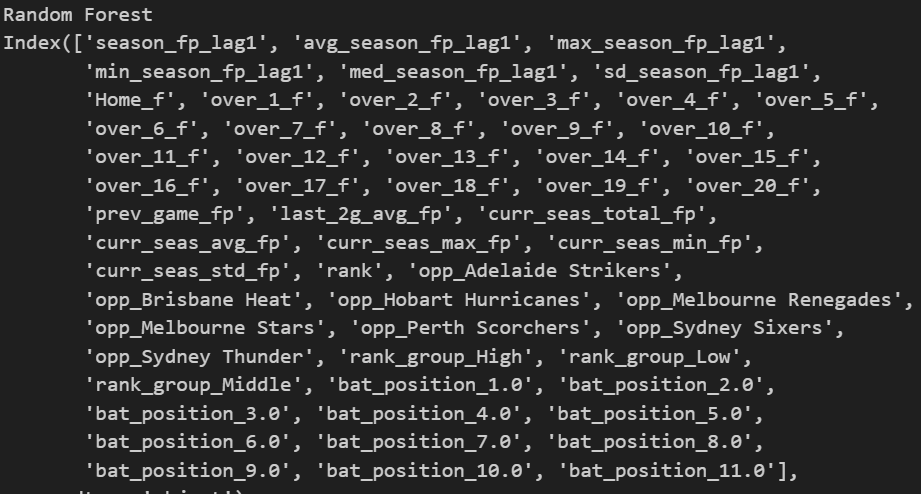 Random Forest
Index(['season_fp_lag1', 'avg_season_fp_lag1', 'max_season_fp_lag1',
'min_season_fp_lag1', 'med_season_fp_lag1', 'sd_season_fp_lag1',
'Home_f', 'over_1_f', 'over_2_f', 'over_3_f', 'over_4_f', 'over_5_f',
'over_6_f', 'over_7_f', 'over_8_f', 'over_9_f', 'over_10_f',
'over_11_f', 'over_12_f', 'over_13_f', 'over_14_f', 'over_15_f',
'over_16_f', 'over_17_f', 'over_18_f', 'over_19_f', 'over_20_f',
'prev_game_fp', 'last_2g_avg_fp', 'curr_seas_total_fp',
'curr_seas_avg_fp', 'curr_seas_max_fp', 'curr_seas_min_fp',
'curr_seas_std_fp', 'rank', 'opp_Adelaide Strikers',
'opp_Brisbane Heat', 'opp_Hobart Hurricanes', 'opp_Melbourne Renegades',
'opp_Melbourne Stars', 'opp_Perth Scorchers', 'opp_Sydney Sixers',
'opp_Sydney Thunder', 'rank_group_High', 'rank_group_Low',
'rank_group_Middle', 'bat_position_1.0', 'bat_position_2.0',
'bat_position_3.0', 'bat_position_4.0', 'bat_position_5.0',
'bat_position_6.0', 'bat_position_7.0', 'bat_position_8.0',
'bat_position_9.0', 'bat_position_10.0', 'bat_position_11.0'],